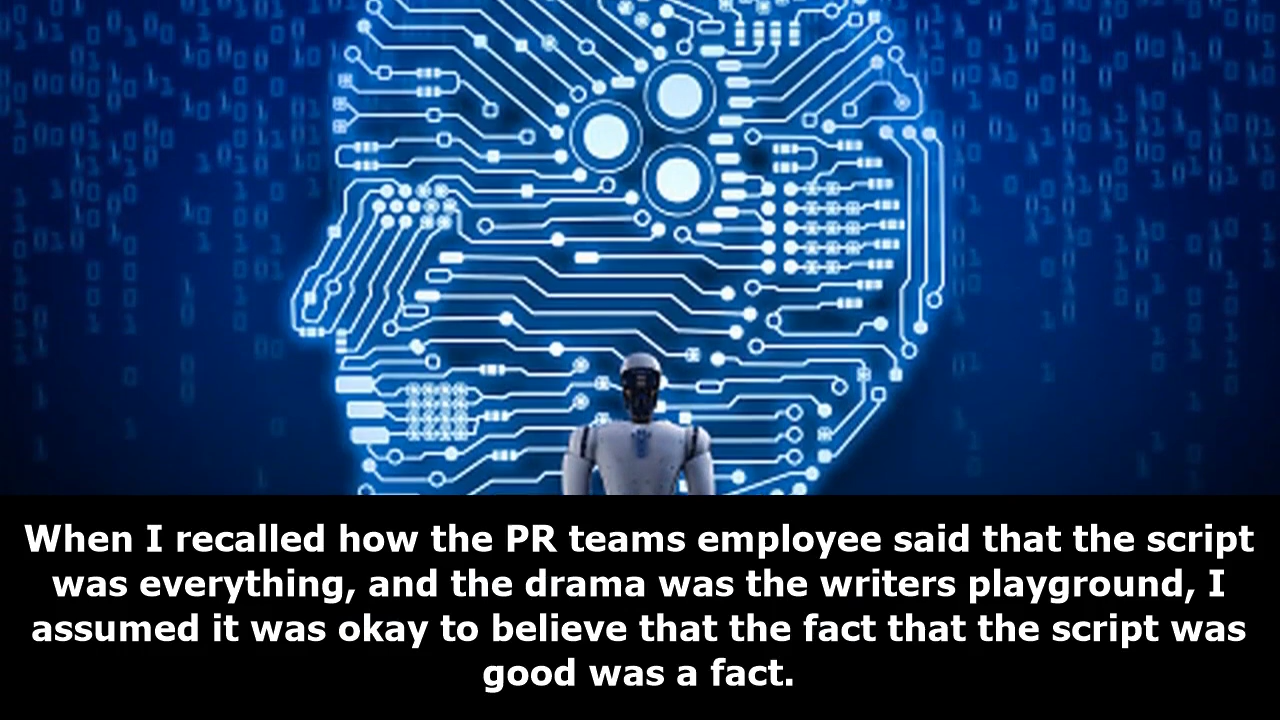 When I recalled how the PR teams employee said that the script
was everything, and the drama was the writers playground, I
assumed it was okay to believe that the fact that the script was
good was a fact.